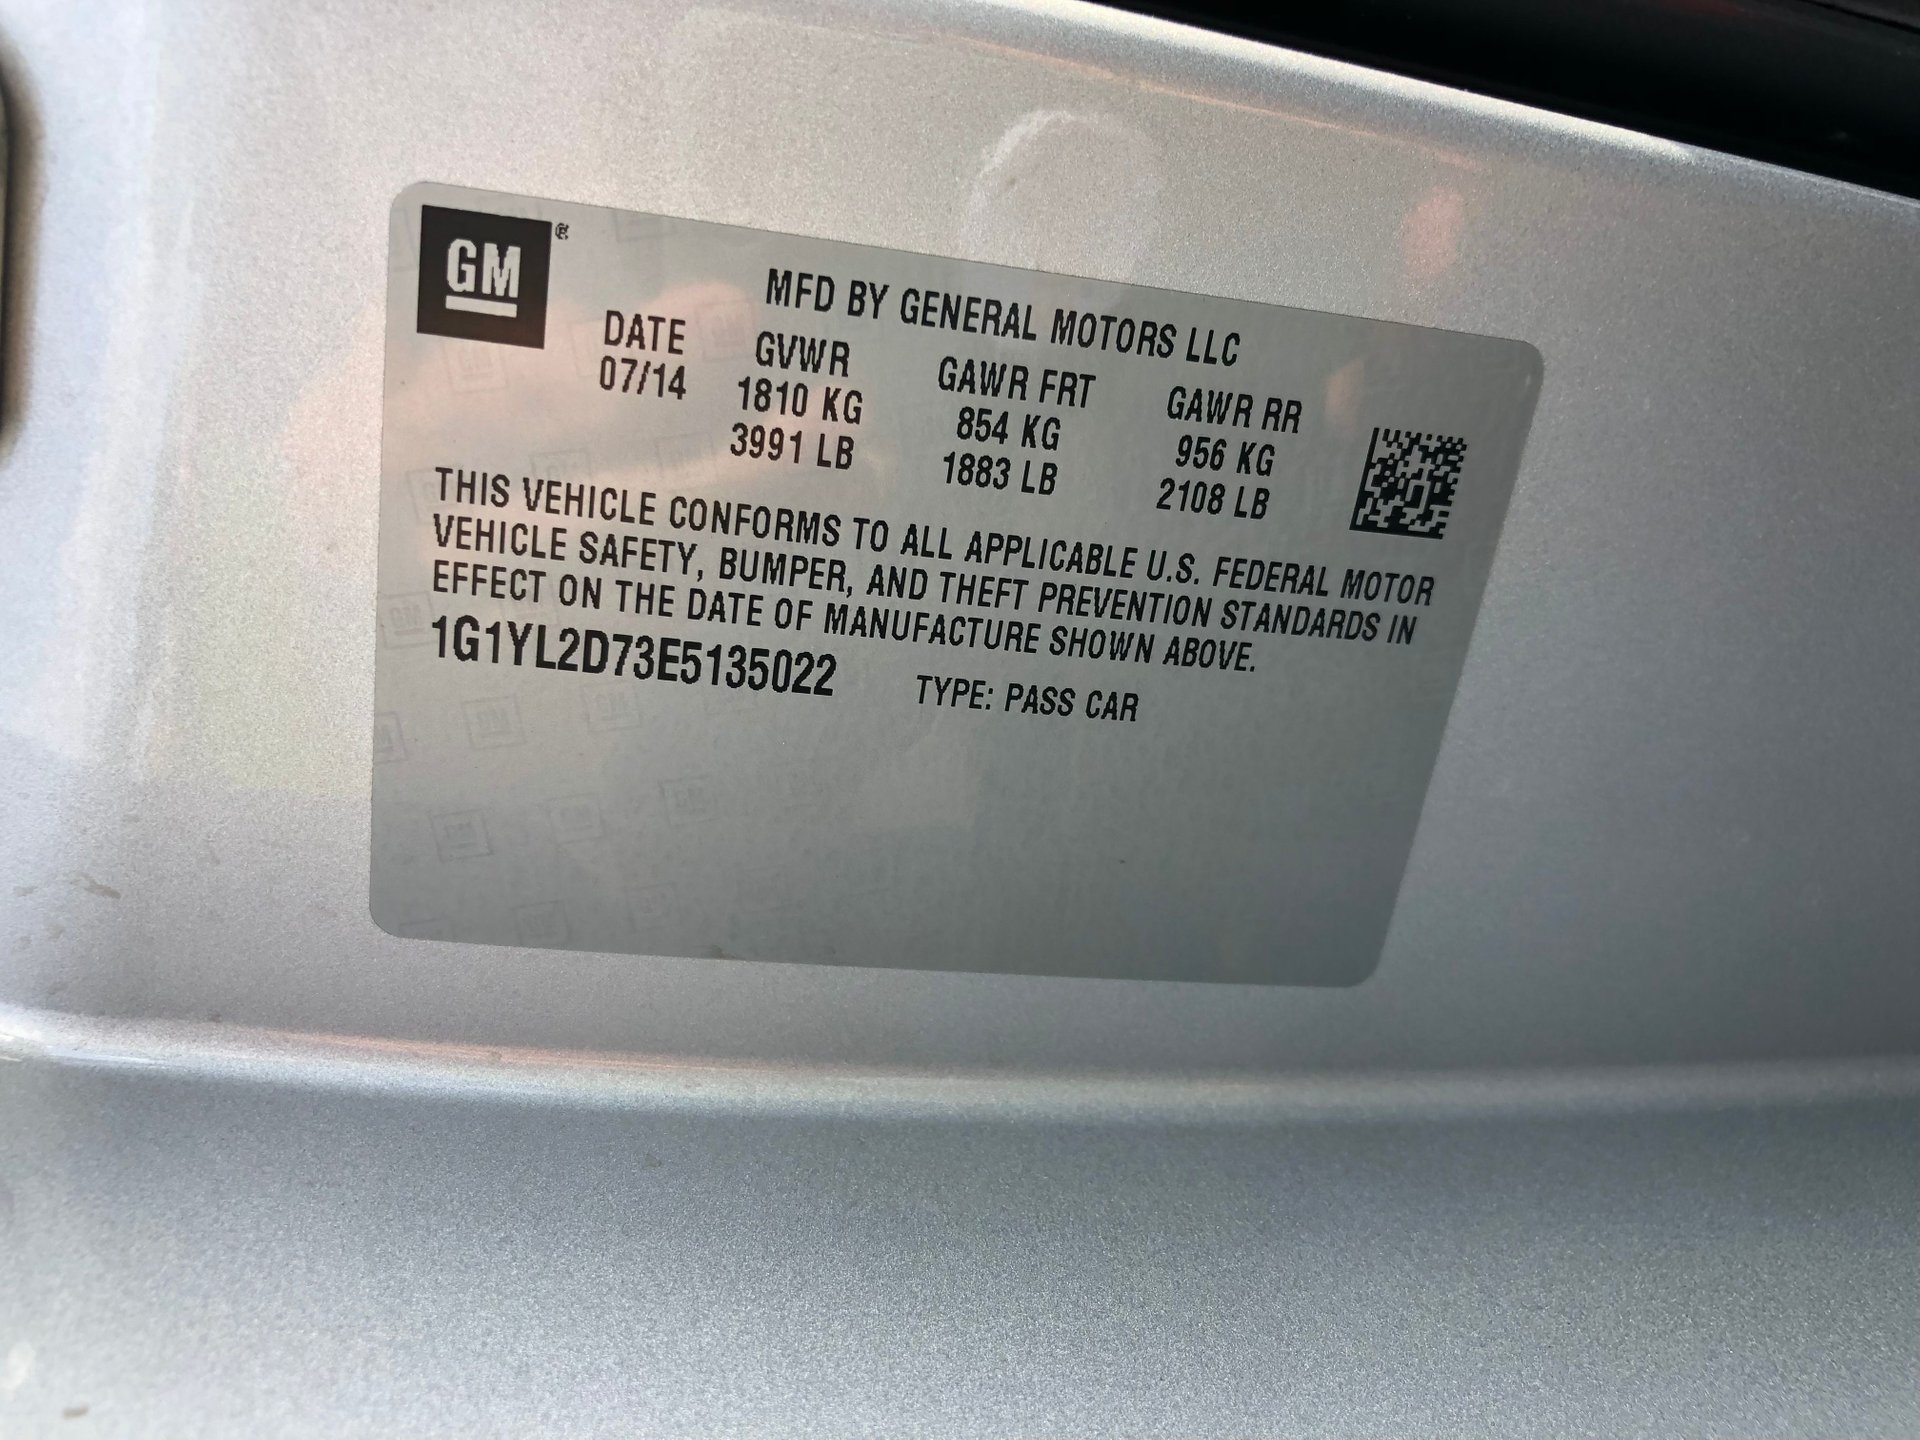 GM ®
MFD BY GENERAL MOTORS LLC
DATE GVWR GAWR FRT GAWR RR
07/14 1810 KG 854 KG 956 KG
3991 LB 1883 LB 2108 LB
THIS VEHICLE CONFORMS TO ALL APPLICABLE U.S. FEDERAL MOTOR
VEHICLE SAFETY, BUMPER, AND THEFT PREVENTION STANDARDS IN
EFFECT ON THE DATE OF MANUFACTURE SHOWN ABOVE.
1G1YL2D73E5135022 TYPE: PASS CAR